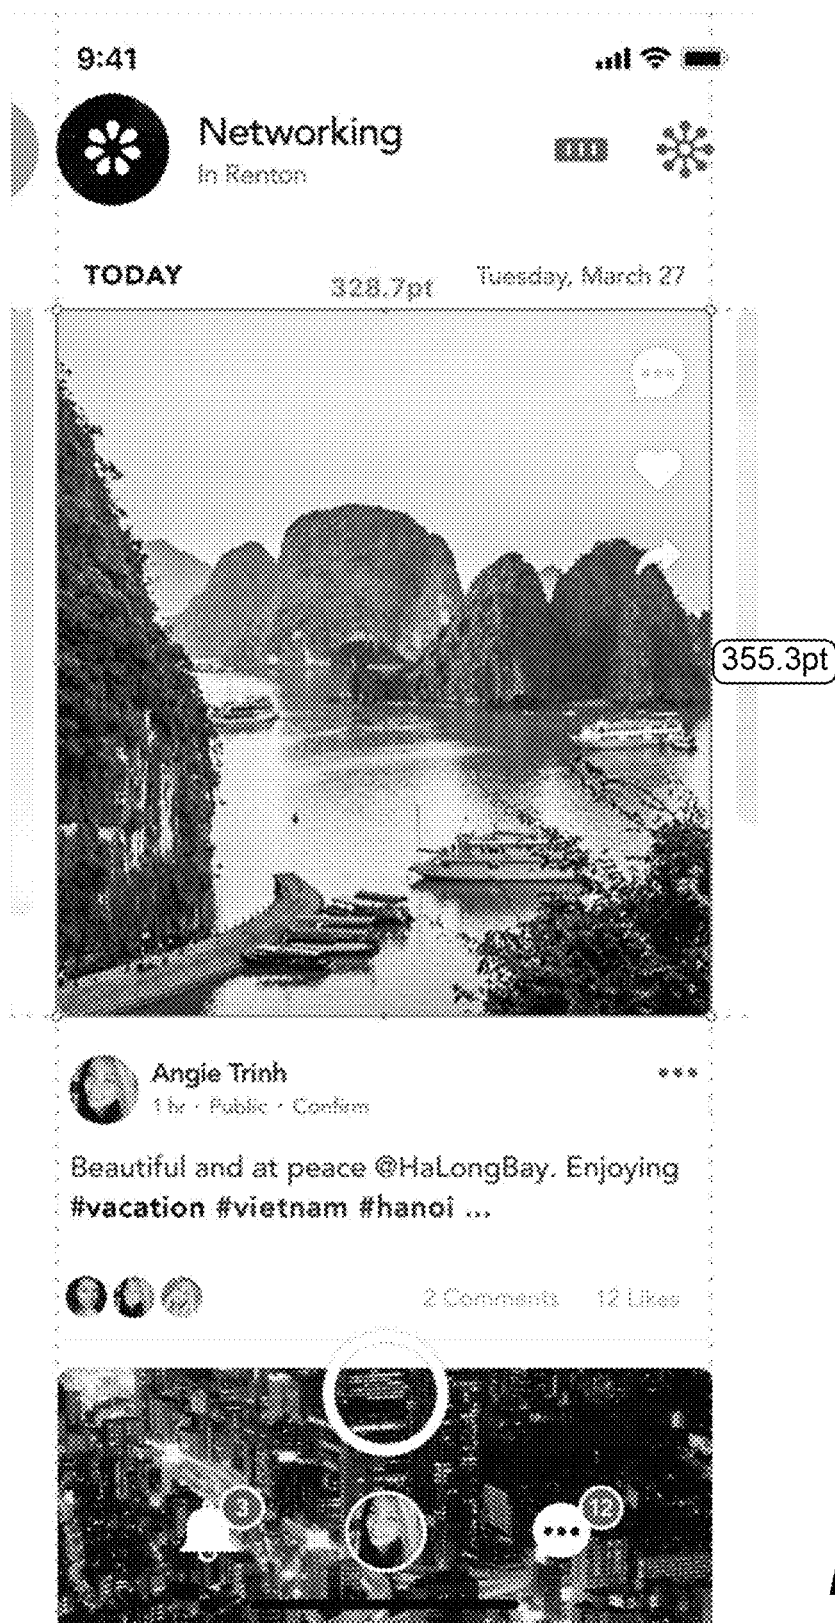 9:41
Networking
In Renton
TODAY
328.7pt
Tuesday, March 27
355.3pt
Angie Trinh
1 hr · Public · Confirm
Beautiful and at peace @HaLongBay. Enjoying
#vacation #vietnam #hanoi ...
2 Comments 12 Likes
12